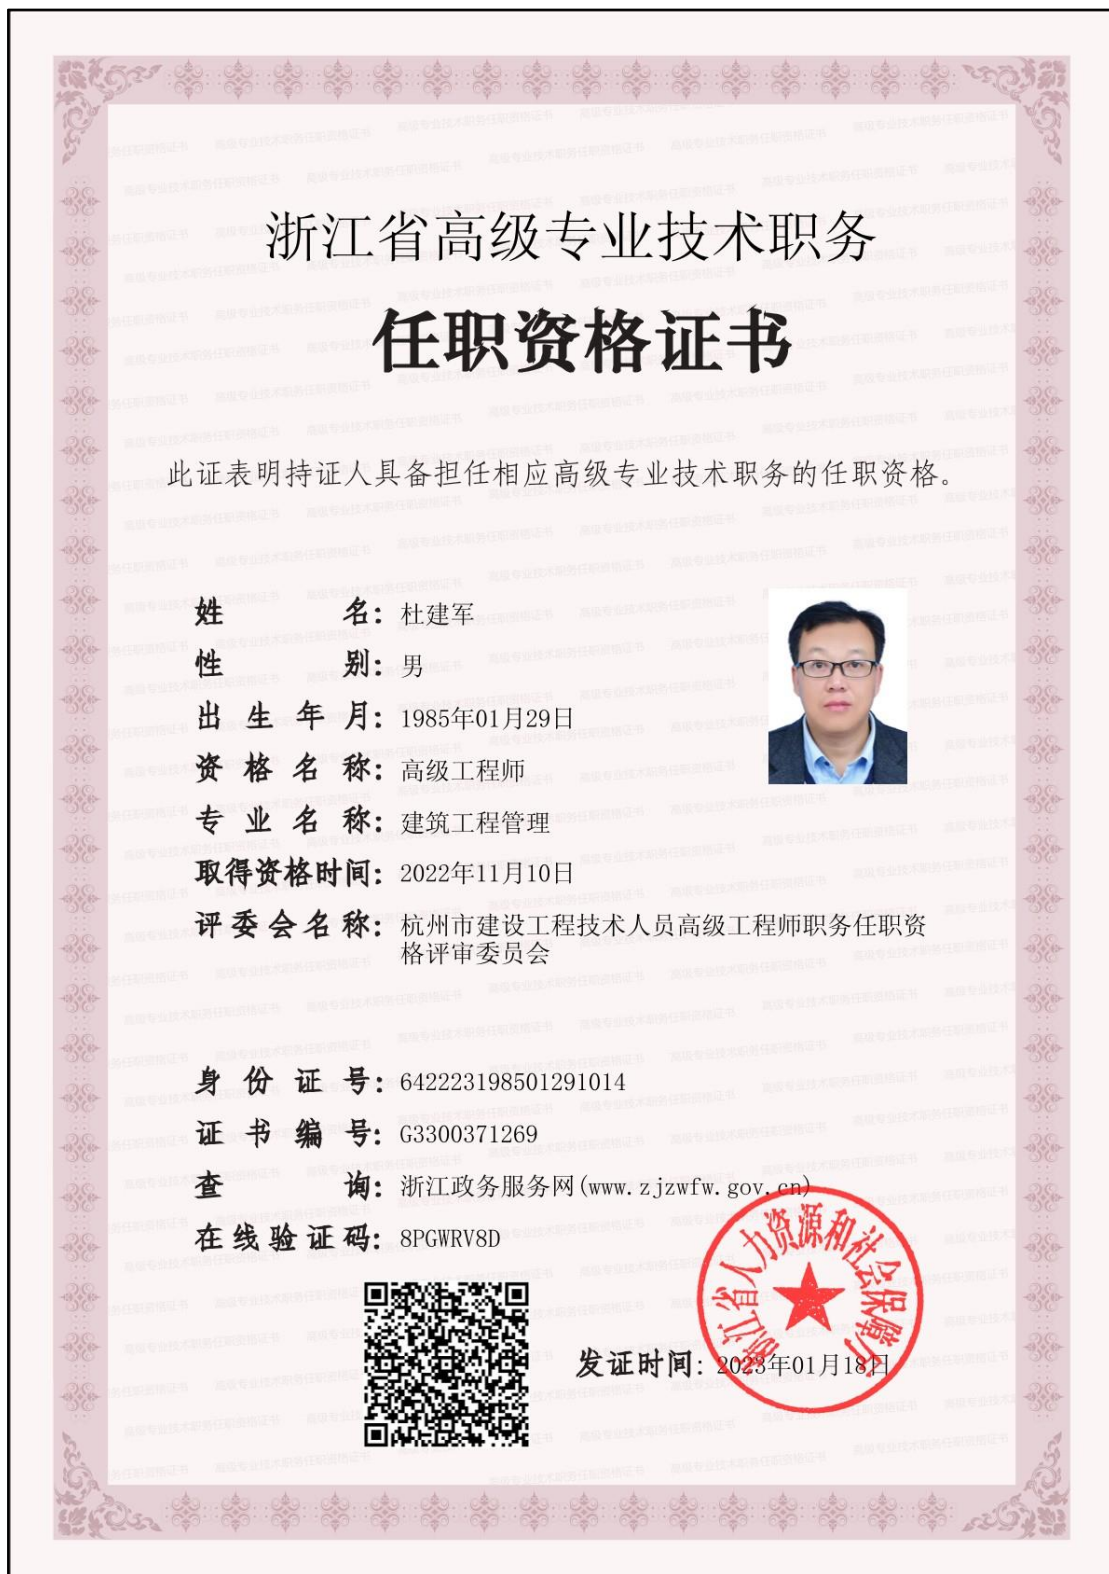 浙江省高级专业技术职务
任职资格证书
此证表明持证人具备担任相应高级专业技术职务的任职资格。
姓名：杜建军
性别：男
出生年月：1985年01月29日
资格名称：高级工程师
专业名称：建筑工程管理
取得资格时间：2022年11月10日
评委会名称：杭州市建设工程技术人员高级工程师职务任职资
格评审委员会
身份证号：642223198501291014
证书编号：G3300371269
查询：浙江政务服务网(www.zjzwfw.gov.cn)
在线验证码：8PGWRV8D
浙江省人力资源和社会保障厅
发证时间：2023年01月18日